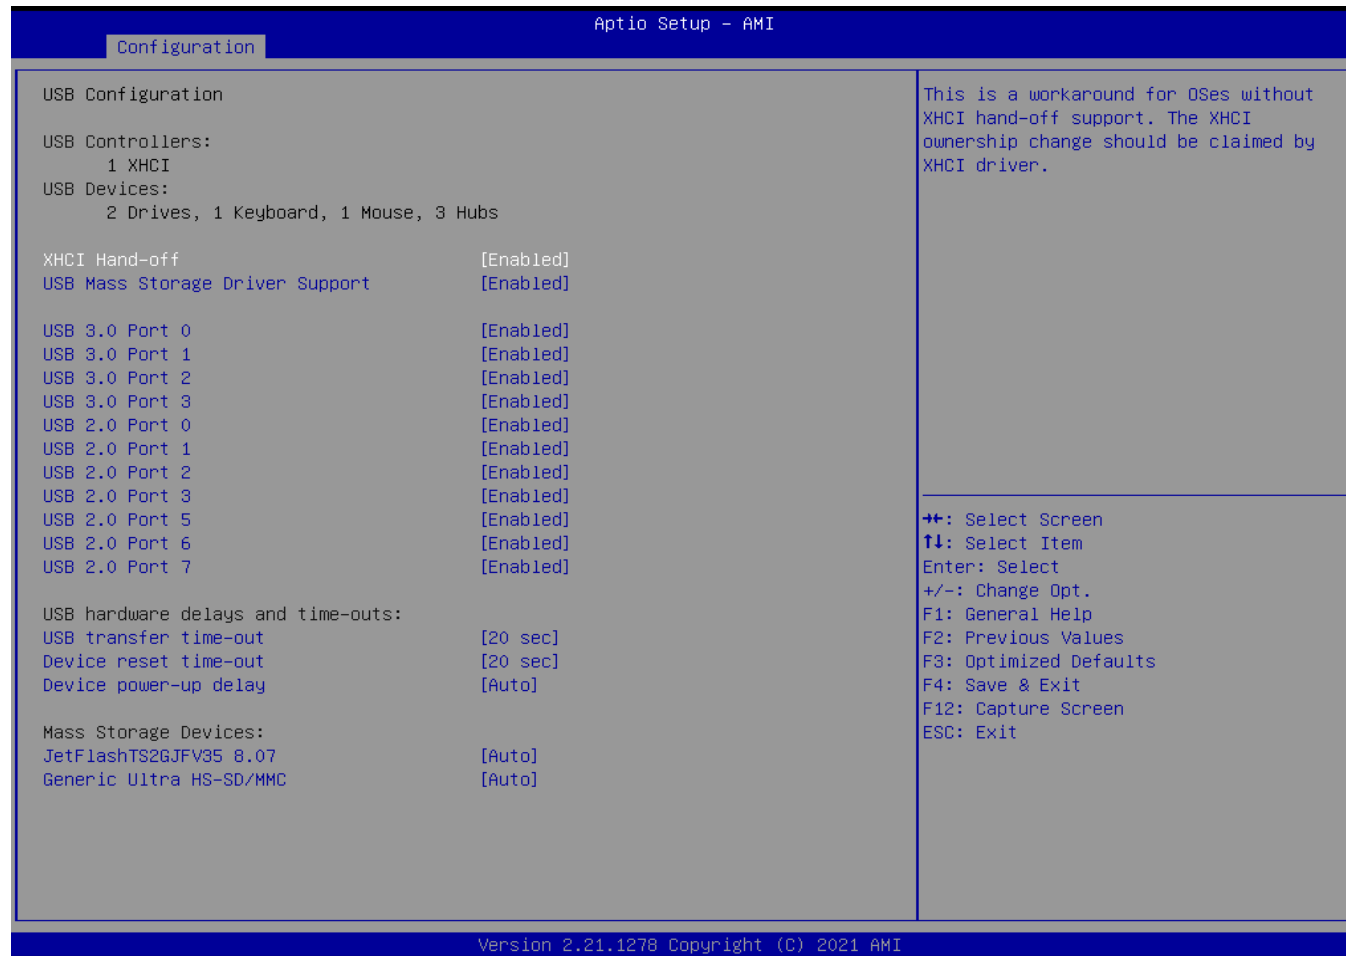 Aptio Setup – AMI
Configuration
USB Configuration
USB Controllers:
1 XHCI
USB Devices:
2 Drives, 1 Keyboard, 1 Mouse, 3 Hubs
XHCI Hand-off [Enabled]
USB Mass Storage Driver Support [Enabled]
USB 3.0 Port 0 [Enabled]
USB 3.0 Port 1 [Enabled]
USB 3.0 Port 2 [Enabled]
USB 3.0 Port 3 [Enabled]
USB 2.0 Port 0 [Enabled]
USB 2.0 Port 1 [Enabled]
USB 2.0 Port 2 [Enabled]
USB 2.0 Port 3 [Enabled]
USB 2.0 Port 5 [Enabled]
USB 2.0 Port 6 [Enabled]
USB 2.0 Port 7 [Enabled]
USB hardware delays and time-outs:
USB transfer time-out [20 sec]
Device reset time-out [20 sec]
Device power-up delay [Auto]
Mass Storage Devices:
JetFlashTS2GJFV35 8.07 [Auto]
Generic Ultra HS-SD/MMC [Auto]
This is a workaround for OSes without
XHCI hand-off support. The XHCI
ownership change should be claimed by
XHCI driver.
→←: Select Screen
↑↓: Select Item
Enter: Select
+/-: Change Opt.
F1: General Help
F2: Previous Values
F3: Optimized Defaults
F4: Save & Exit
F12: Capture Screen
ESC: Exit
Version 2.21.1278 Copyright (C) 2021 AMI